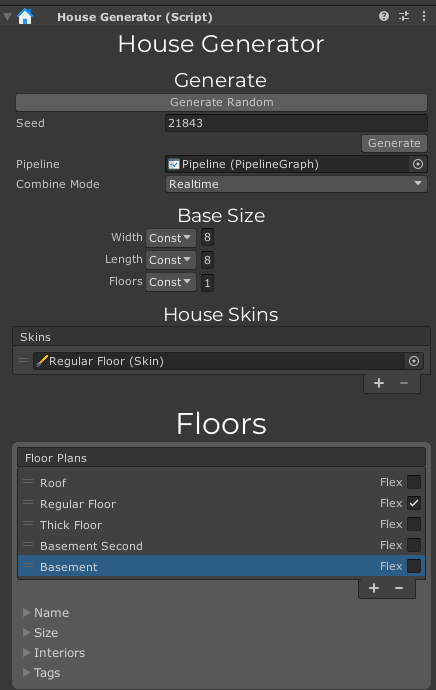 House Generator (Script)
House Generator
Generate
Generate Random
Seed 21843
Generate
Pipeline Pipeline (PipelineGraph)
Combine Mode Realtime
Base Size
Width Const 8
Length Const 8
Floors Const 1
House Skins
Skins
Regular Floor (Skin)
+ −
Floors
Floor Plans
Roof Flex
Regular Floor Flex
Thick Floor Flex
Basement Second Flex
Basement Flex
+ −
Name
Size
Interiors
Tags